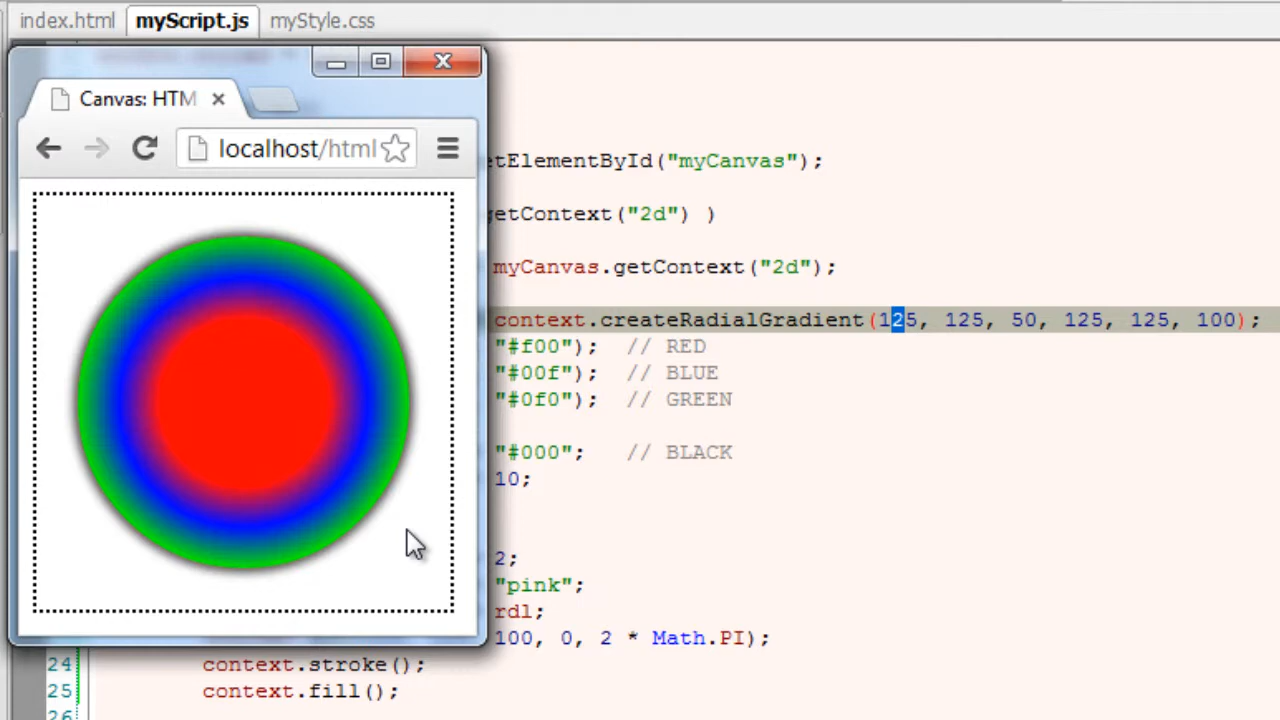 index.html myScript.js myStyle.css
Canvas: HTM
localhost/html
etElementById("myCanvas");
getContext("2d") )
myCanvas.getContext("2d");
context.createRadialGradient(125, 125, 50, 125, 125, 100);
"#f00"); // RED
"#00f"); // BLUE
"#0f0"); // GREEN
"#000"; // BLACK
10;
2;
"pink";
rdl;
100, 0, 2 * Math.PI);
24 context.stroke();
25 context.fill();
26